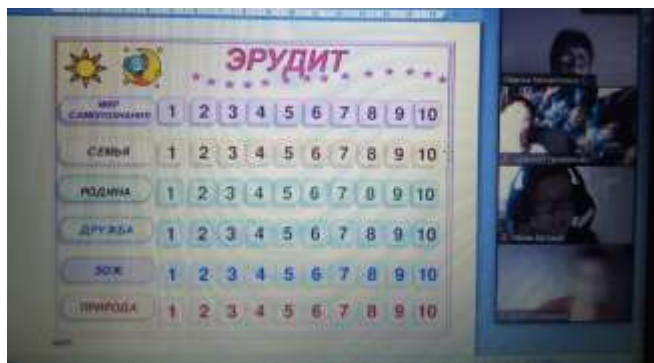 ЭРУДИТ
МИР
САМОПОЗНАНИЯ 1 2 3 4 5 6 7 8 9 10
СЕМЬЯ 1 2 3 4 5 6 7 8 9 10
РОДИНА 1 2 3 4 5 6 7 8 9 10
ДРУЖБА 1 2 3 4 5 6 7 8 9 10
ЗОЖ 1 2 3 4 5 6 7 8 9 10
ПРИРОДА 1 2 3 4 5 6 7 8 9 10